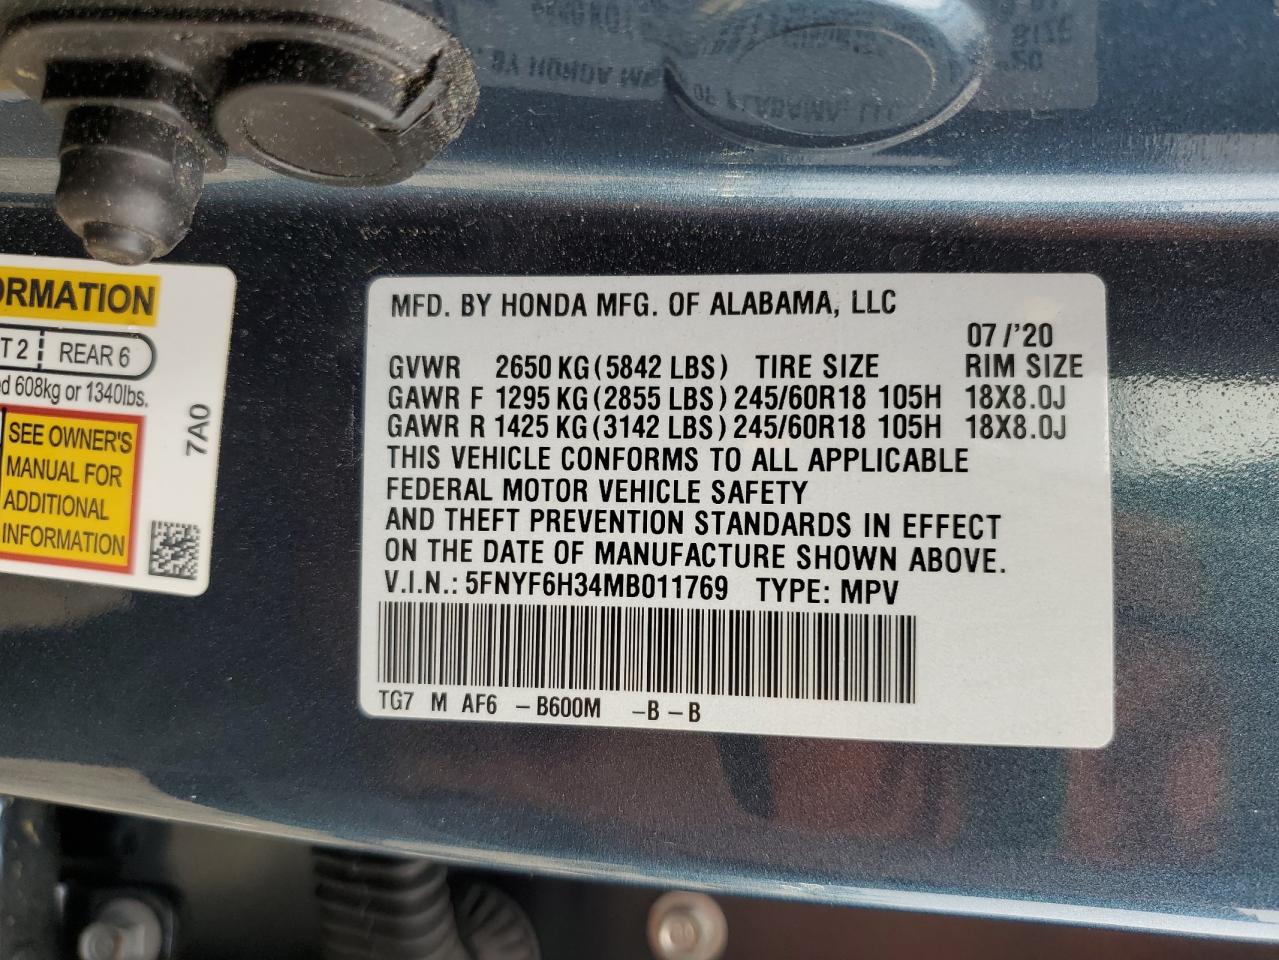 ORMATION
T 2 REAR 6
d 608kg or 1340lbs.
SEE OWNER'S
MANUAL FOR
ADDITIONAL
INFORMATION
7A0
MFD. BY HONDA MFG. OF ALABAMA, LLC
07/'20
GVWR 2650 KG (5842 LBS) TIRE SIZE RIM SIZE
GAWR F 1295 KG (2855 LBS) 245/60R18 105H 18X8.0J
GAWR R 1425 KG (3142 LBS) 245/60R18 105H 18X8.0J
THIS VEHICLE CONFORMS TO ALL APPLICABLE
FEDERAL MOTOR VEHICLE SAFETY
AND THEFT PREVENTION STANDARDS IN EFFECT
ON THE DATE OF MANUFACTURE SHOWN ABOVE.
V.I.N.: 5FNYF6H34MB011769 TYPE: MPV
TG7 M AF6 -B600M -B-B